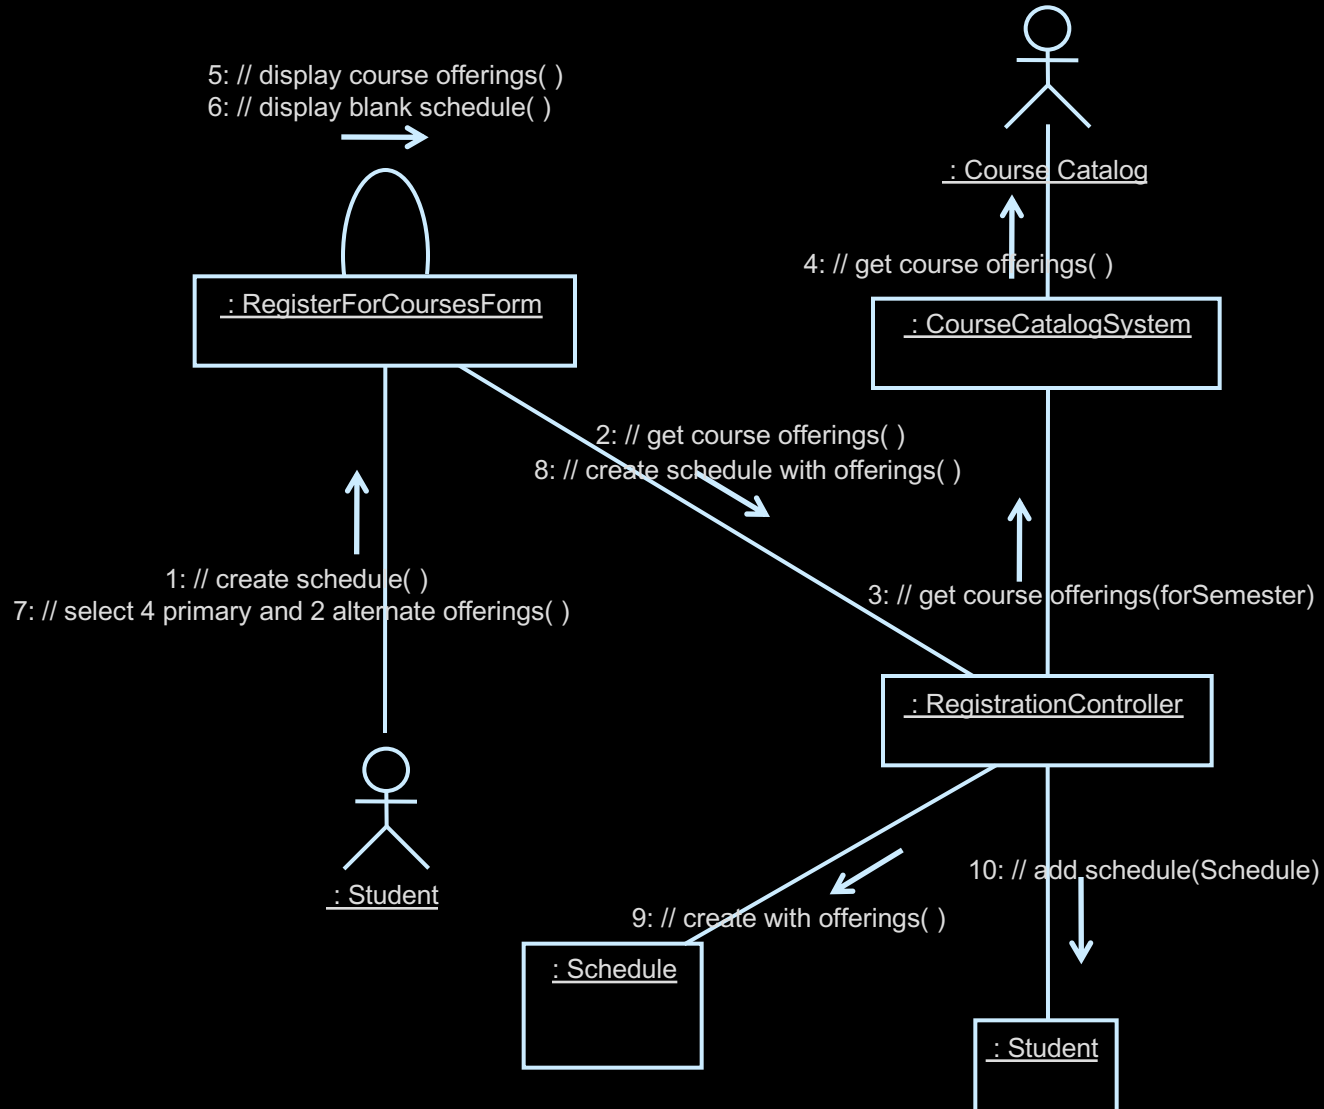 5: // display course offerings( )
6: // display blank schedule( )
: Course Catalog
4: // get course offerings( )
: RegisterForCoursesForm
: CourseCatalogSystem
2: // get course offerings( )
8: // create schedule with offerings( )
1: // create schedule( )
7: // select 4 primary and 2 alternate offerings( )
3: // get course offerings(forSemester)
: RegistrationController
: Student
10: // add schedule(Schedule)
9: // create with offerings( )
: Schedule
: Student